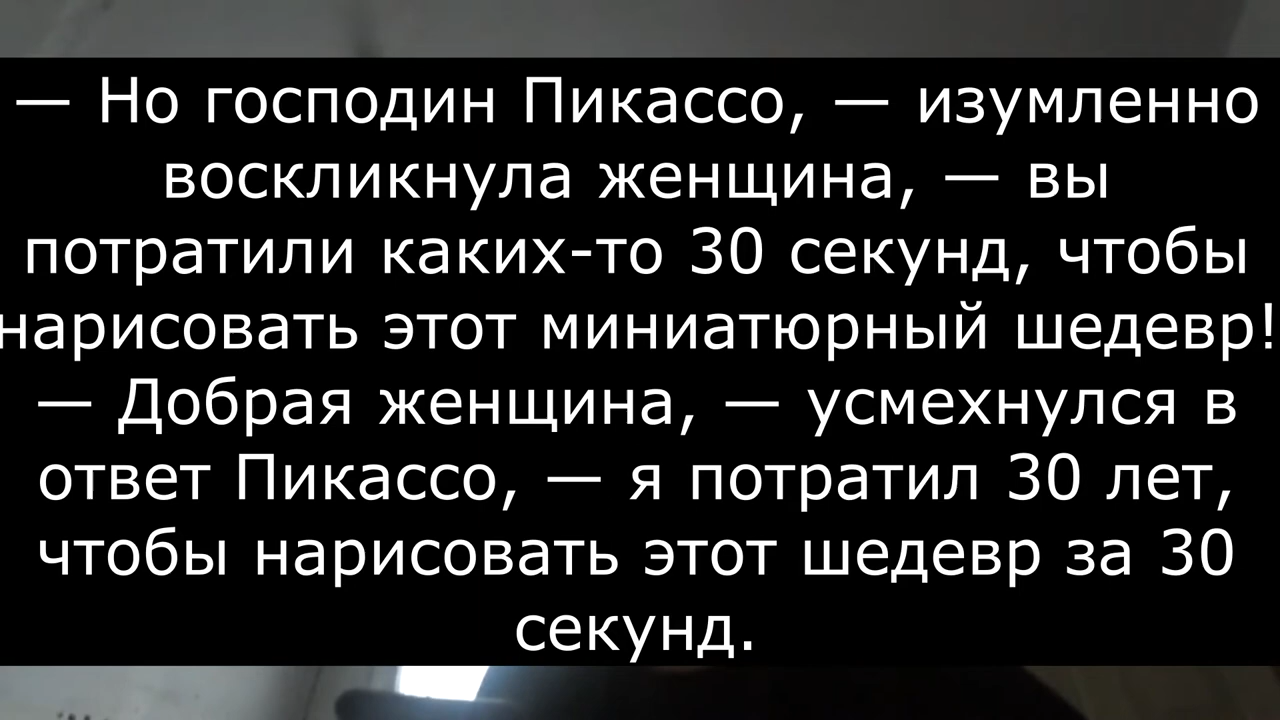 — Но господин Пикассо, — изумленно
воскликнула женщина, — вы
потратили каких-то 30 секунд, чтобы
нарисовать этот миниатюрный шедевр!
— Добрая женщина, — усмехнулся в
ответ Пикассо, — я потратил 30 лет,
чтобы нарисовать этот шедевр за 30
секунд.